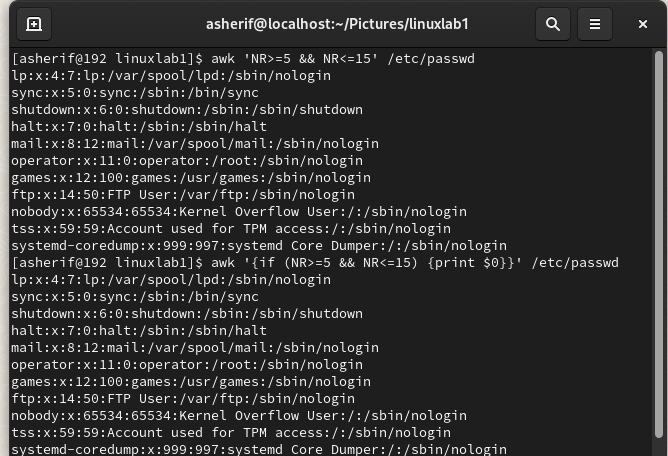 asherif@localhost:~/Pictures/linuxlab1
[asherif@192 linuxlab1]$ awk 'NR>=5 && NR<=15' /etc/passwd
lp:x:4:7:lp:/var/spool/lpd:/sbin/nologin
sync:x:5:0:sync:/sbin:/bin/sync
shutdown:x:6:0:shutdown:/sbin:/sbin/shutdown
halt:x:7:0:halt:/sbin:/sbin/halt
mail:x:8:12:mail:/var/spool/mail:/sbin/nologin
operator:x:11:0:operator:/root:/sbin/nologin
games:x:12:100:games:/usr/games:/sbin/nologin
ftp:x:14:50:FTP User:/var/ftp:/sbin/nologin
nobody:x:65534:65534:Kernel Overflow User:/:/sbin/nologin
tss:x:59:59:Account used for TPM access:/:/sbin/nologin
systemd-coredump:x:999:997:systemd Core Dumper:/:/sbin/nologin
[asherif@192 linuxlab1]$ awk '{if (NR>=5 && NR<=15) {print $0}}' /etc/passwd
lp:x:4:7:lp:/var/spool/lpd:/sbin/nologin
sync:x:5:0:sync:/sbin:/bin/sync
shutdown:x:6:0:shutdown:/sbin:/sbin/shutdown
halt:x:7:0:halt:/sbin:/sbin/halt
mail:x:8:12:mail:/var/spool/mail:/sbin/nologin
operator:x:11:0:operator:/root:/sbin/nologin
games:x:12:100:games:/usr/games:/sbin/nologin
ftp:x:14:50:FTP User:/var/ftp:/sbin/nologin
nobody:x:65534:65534:Kernel Overflow User:/:/sbin/nologin
tss:x:59:59:Account used for TPM access:/:/sbin/nologin
systemd-coredump:x:999:997:systemd Core Dumper:/:/sbin/nologin